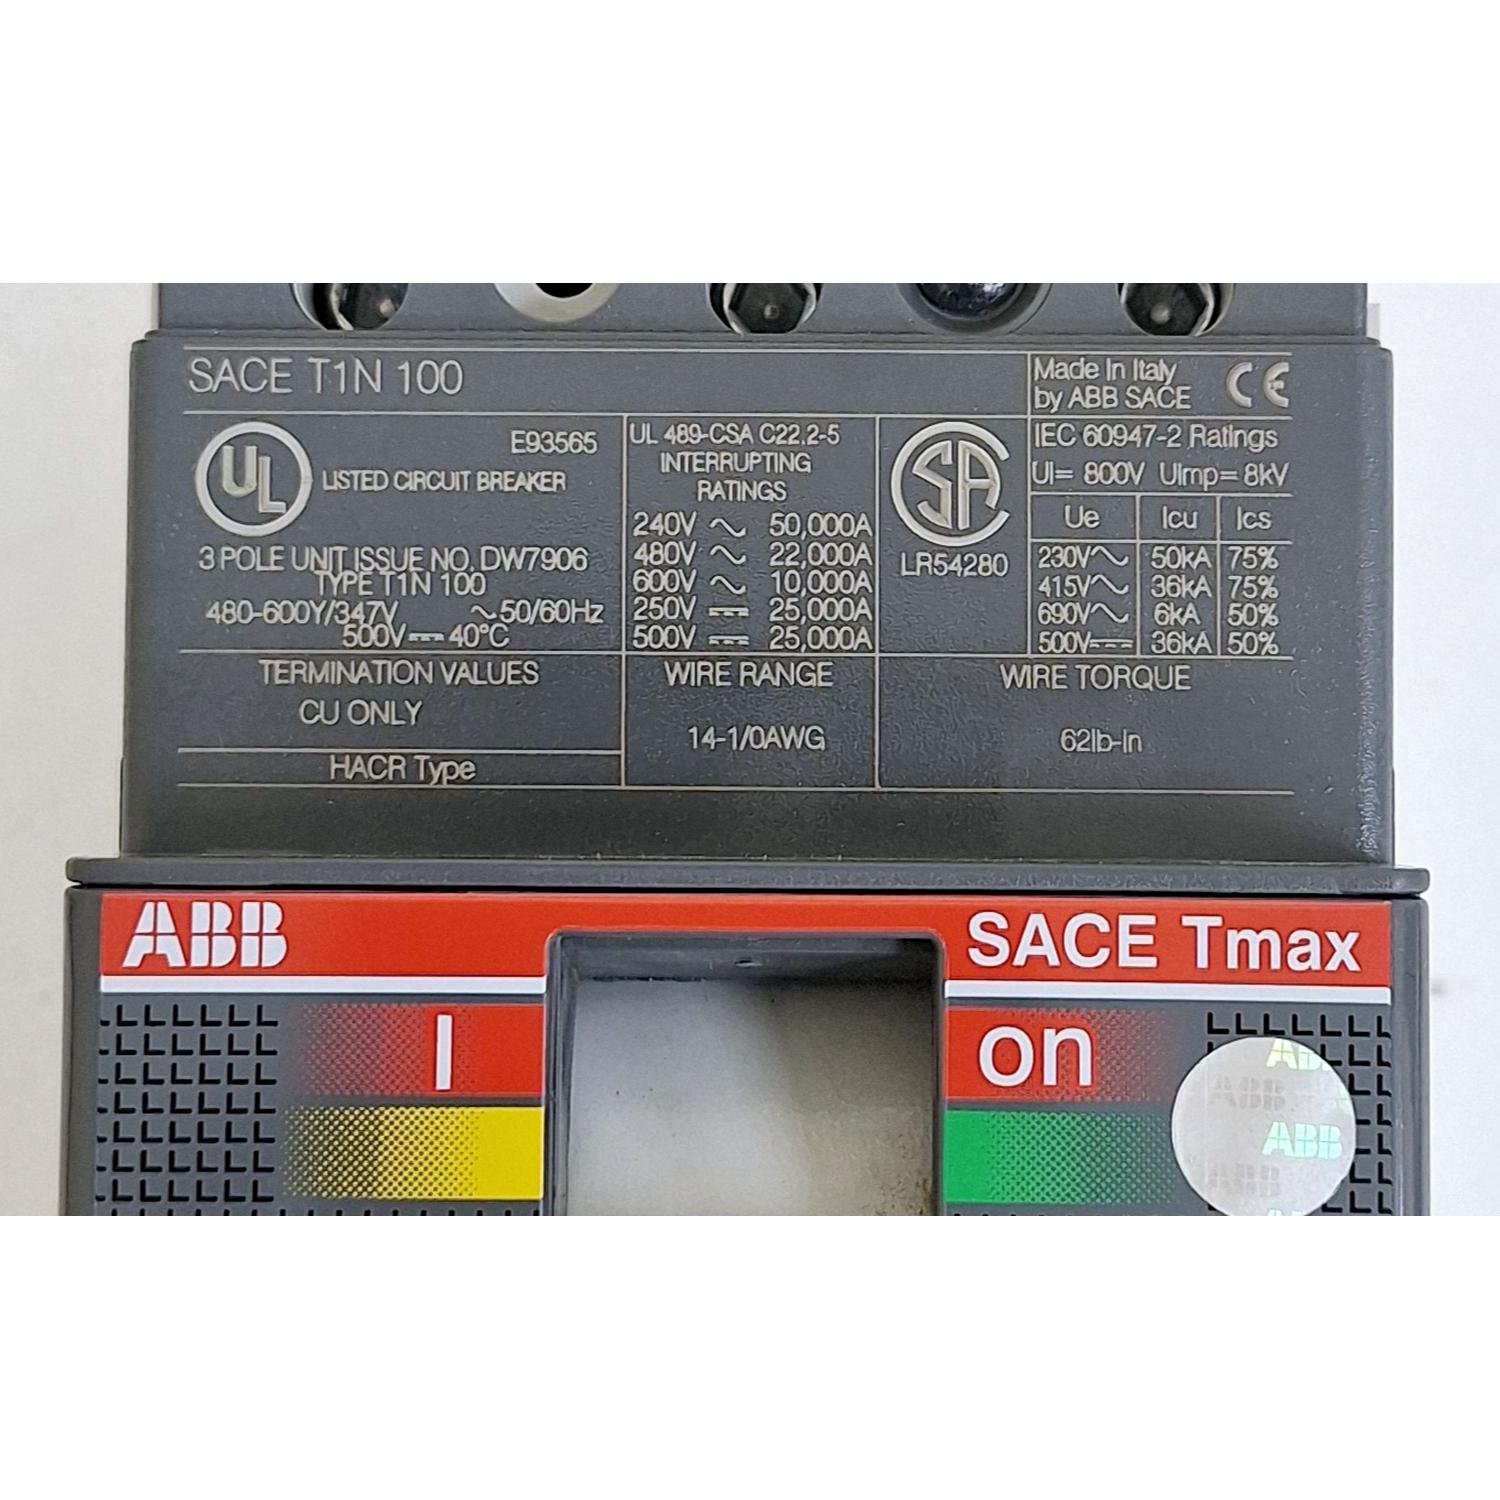 SACE T1N 100
Made in Italy
by ABB SACE CE
UL
E93565
LISTED CIRCUIT BREAKER
3 POLE UNIT ISSUE NO. DW7906
TYPE T1N 100
480-600Y/347V ~50/60Hz
500V⎓40°C
UL 489-CSA C22.2-5
INTERRUPTING
RATINGS
240V ~ 50,000A
480V ~ 22,000A
600V ~ 10,000A
250V ⎓ 25,000A
500V ⎓ 25,000A
SA
LR54280
IEC 60947-2 Ratings
Ui= 800V Uimp= 8kV
Ue Icu Ics
230V~ 50kA 75%
415V~ 36kA 75%
690V~ 6kA 50%
500V⎓ 36kA 50%
TERMINATION VALUES
CU ONLY
HACR Type
WIRE RANGE
14-1/0AWG
WIRE TORQUE
62lb-in
ABB SACE Tmax
I on
ABB
ABB
ABB
ABB